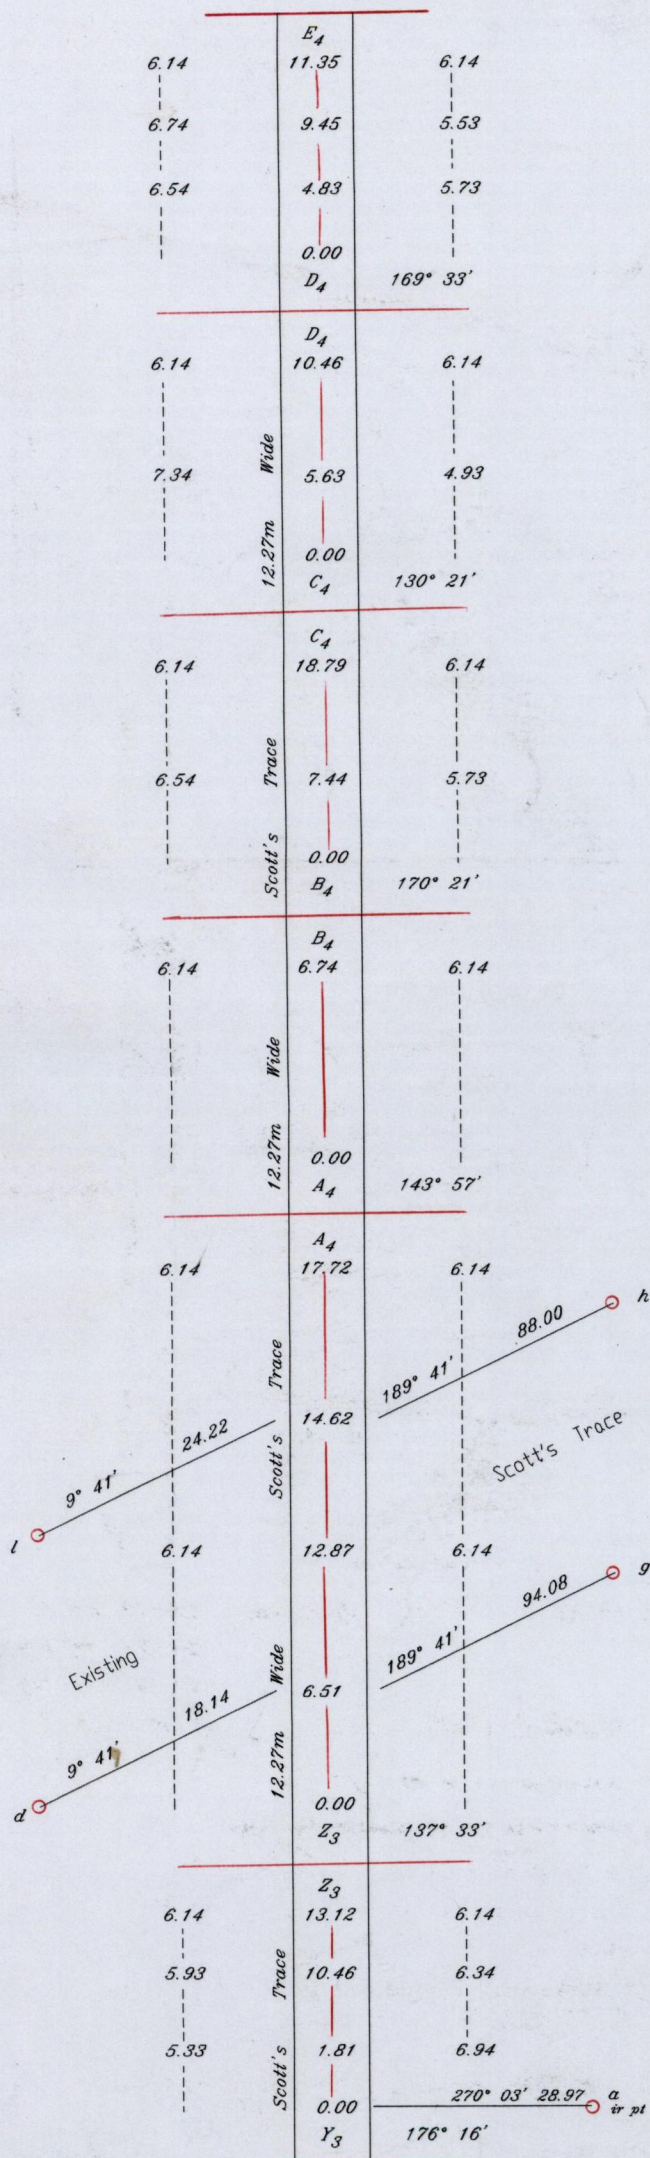 E4
6.14 11.35 6.14
6.74 9.45 5.53
6.54 4.83 5.73
0.00
D4 169° 33'
D4
6.14 10.46 6.14
7.34 5.63 4.93
12.27m Wide
0.00
C4 130° 21'
C4
6.14 18.79 6.14
6.54 7.44 5.73
Scott's Trace
0.00
B4 170° 21'
B4
6.14 6.74 6.14
12.27m Wide
0.00
A4 143° 57'
A4
6.14 17.72 6.14
88.00 h
189° 41'
Scott's Trace
14.62
24.22
9° 41'
l
Scott's Trace
6.14 12.87 6.14
94.08 g
189° 41'
Existing
12.27m Wide
6.51
18.14
9° 41'
d
0.00
Z3 137° 33'
Z3
6.14 13.12 6.14
5.93 10.46 6.34
5.33 1.81 6.94
Scott's Trace
0.00 270° 03' 28.97 a
ir pt
Y3 176° 16'